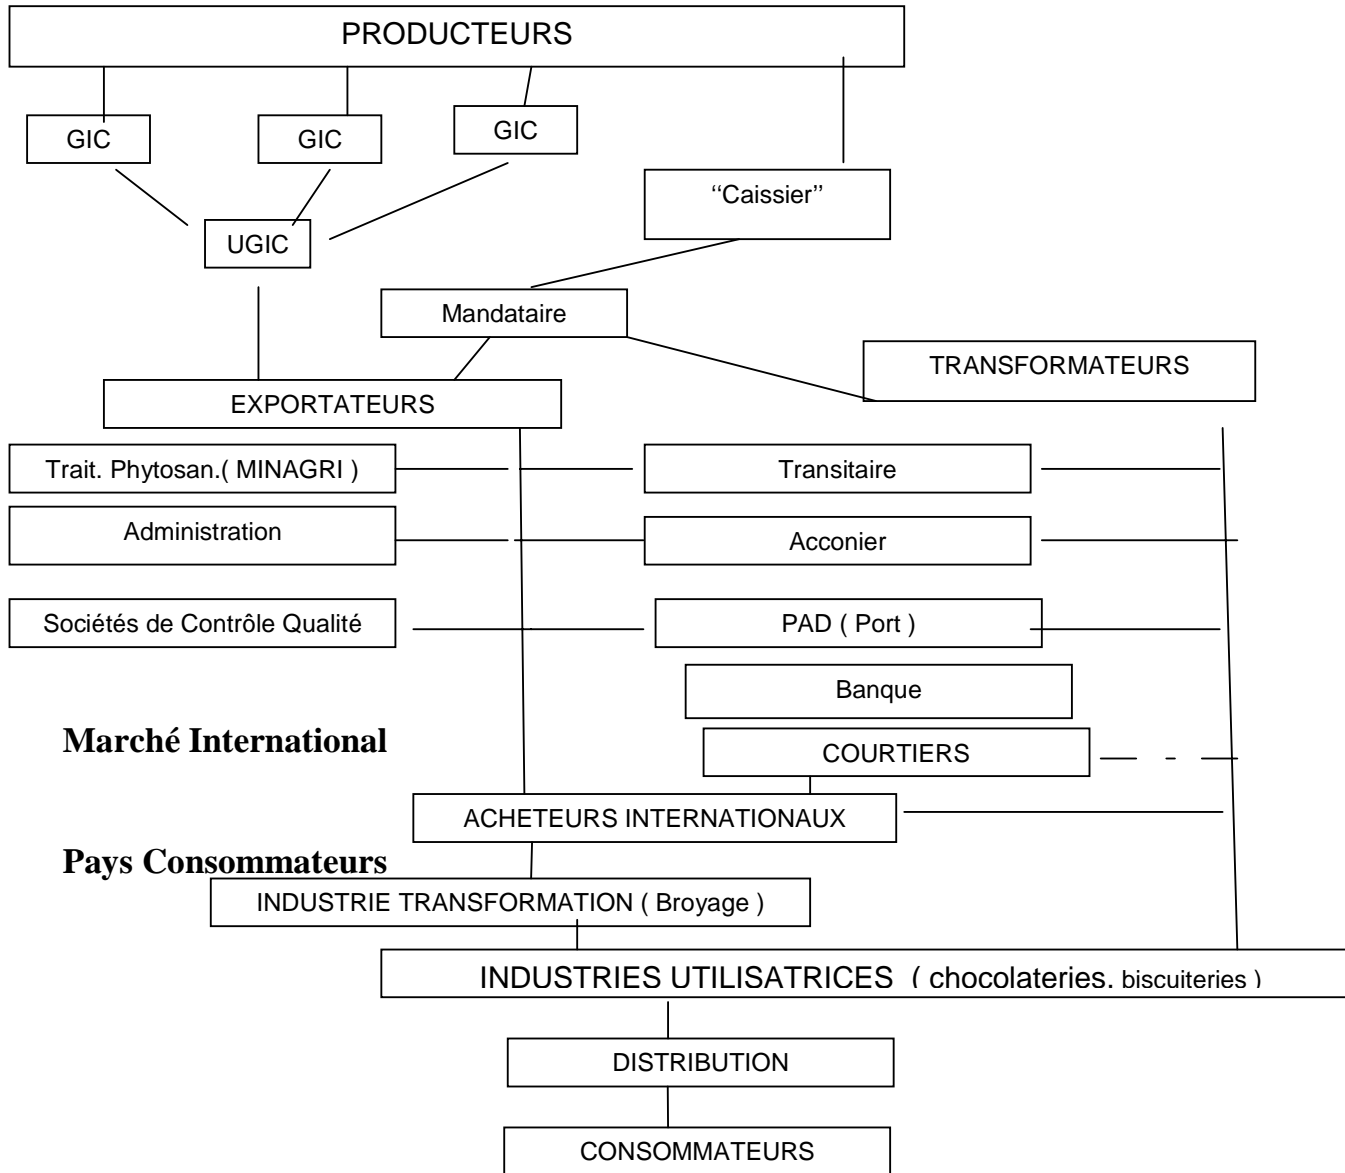 PRODUCTEURS
GIC
GIC
GIC
‘‘Caissier’’
UGIC
Mandataire
TRANSFORMATEURS
EXPORTATEURS
Trait. Phytosan.( MINAGRI )
Transitaire
Administration
Acconier
Sociétés de Contrôle Qualité
PAD ( Port )
Banque
Marché International
COURTIERS
ACHETEURS INTERNATIONAUX
Pays Consommateurs
INDUSTRIE TRANSFORMATION ( Broyage )
INDUSTRIES UTILISATRICES ( chocolateries. biscuiteries )
DISTRIBUTION
CONSOMMATEURS